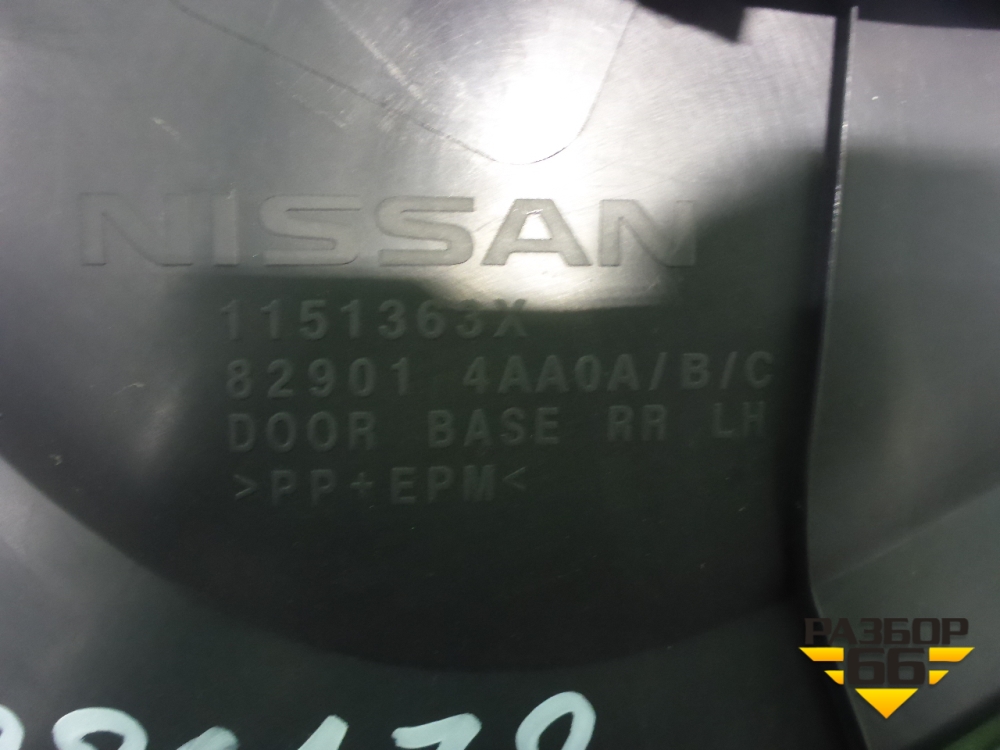 NISSAN
1151363X
82901 4AA0A/B/C
DOOR BASE RR LH
>PP+EPM<
РАЗБОР
66